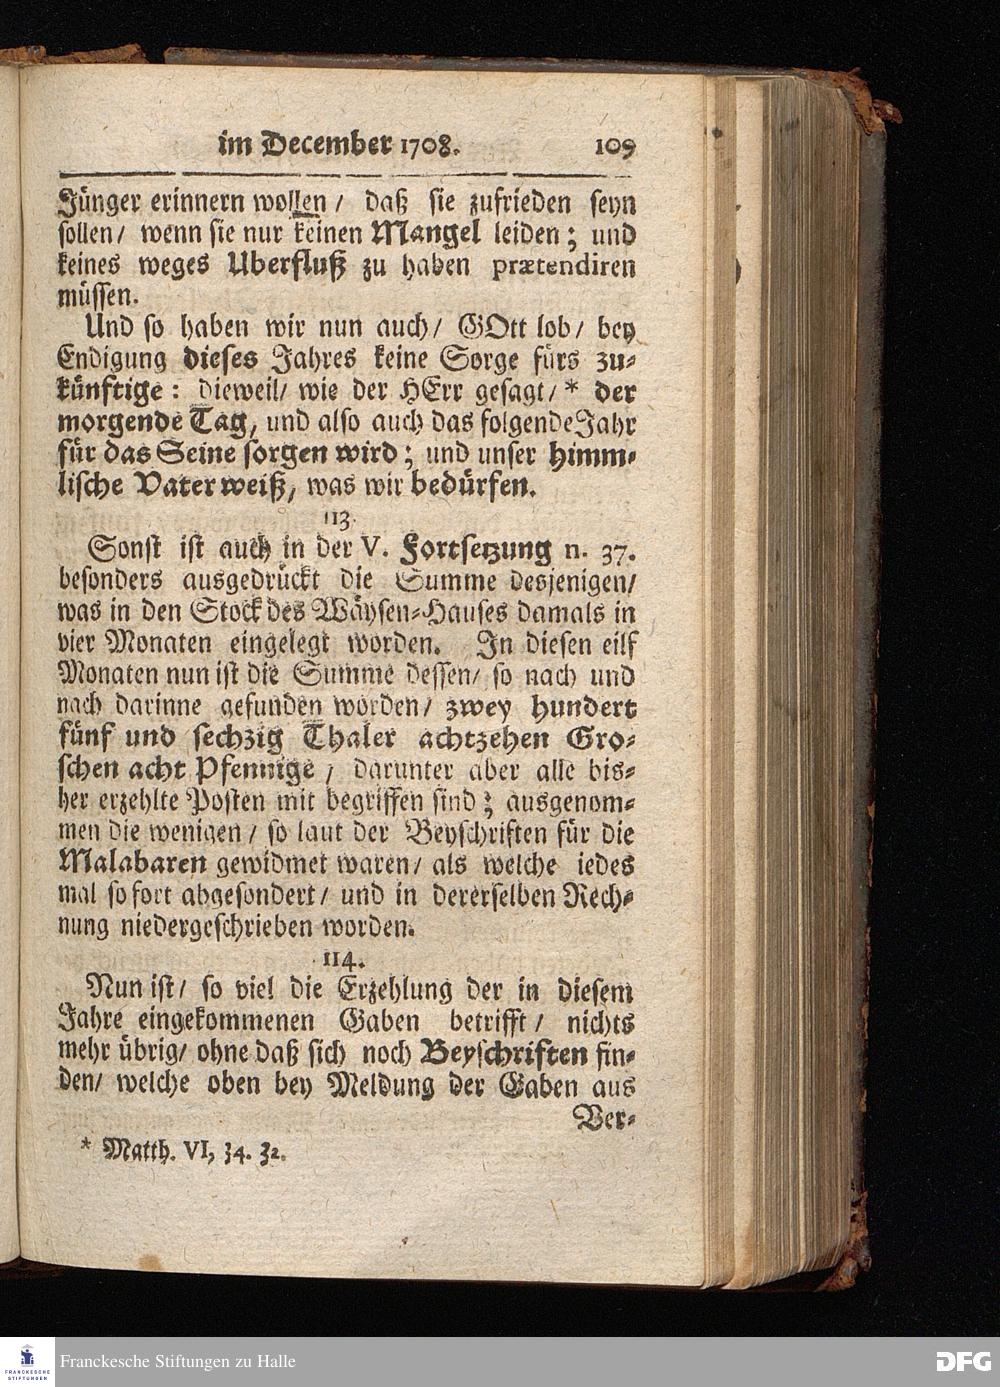 im December 1708. 109
Jünger erinnern wollen / daß sie zufrieden seyn
sollen / wenn sie nur keinen Mangel leiden; und
keines weges Uberfluß zu haben prætendiren
müssen.
Und so haben wir nun auch / GOtt lob / bey
Endigung dieses Jahres keine Sorge fürs zu-
künftige: dieweil / wie der HErr gesagt / * der
morgende Tag, und also auch das folgende Jahr
für das Seine sorgen wird; und unser himm-
lische Vater weiß, was wir bedürfen.
113.
Sonst ist auch in der V. Fortsetzung n. 37.
besonders ausgedrückt die Summe desjenigen /
was in den Stock des Wäysen-Hauses damals in
vier Monaten eingelegt worden. In diesen eilf
Monaten nun ist die Summe dessen / so nach und
nach darinne gefunden worden / zwey hundert
fünf und sechzig Thaler achtzehen Gro-
schen acht Pfennige / darunter aber alle bis-
her erzehlte Posten mit begriffen sind; ausgenom-
men die wenigen / so laut der Beyschriften für die
Malabaren gewidmet waren / als welche iedes
mal so fort abgesondert / und in dererselben Rech-
nung niedergeschrieben worden.
114.
Nun ist / so viel die Erzehlung der in diesem
Jahre eingekommenen Gaben betrifft / nichts
mehr übrig / ohne daß sich noch Beyschriften fin-
den / welche oben bey Meldung der Gaben aus
Ver-
* Matth. VI, 34. 32.
Franckesche Stiftungen zu Halle
FRANCKESCHE
STIFTUNGEN
DFG